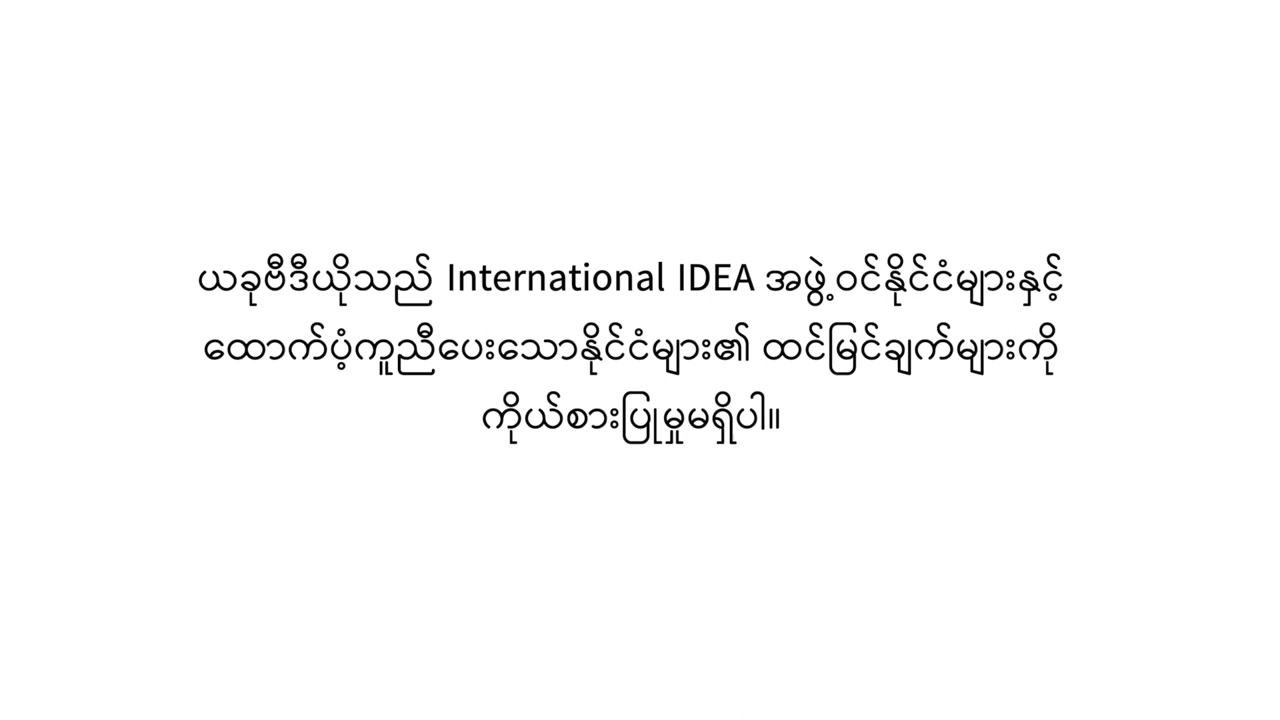 ယခုဗီဒီယိုသည် International IDEA အဖွဲ့ဝင်နိုင်ငံများနှင့်
ထောက်ပံ့ကူညီပေးသောနိုင်ငံများ၏ ထင်မြင်ချက်များကို
ကိုယ်စားပြုမှုမရှိပါ။